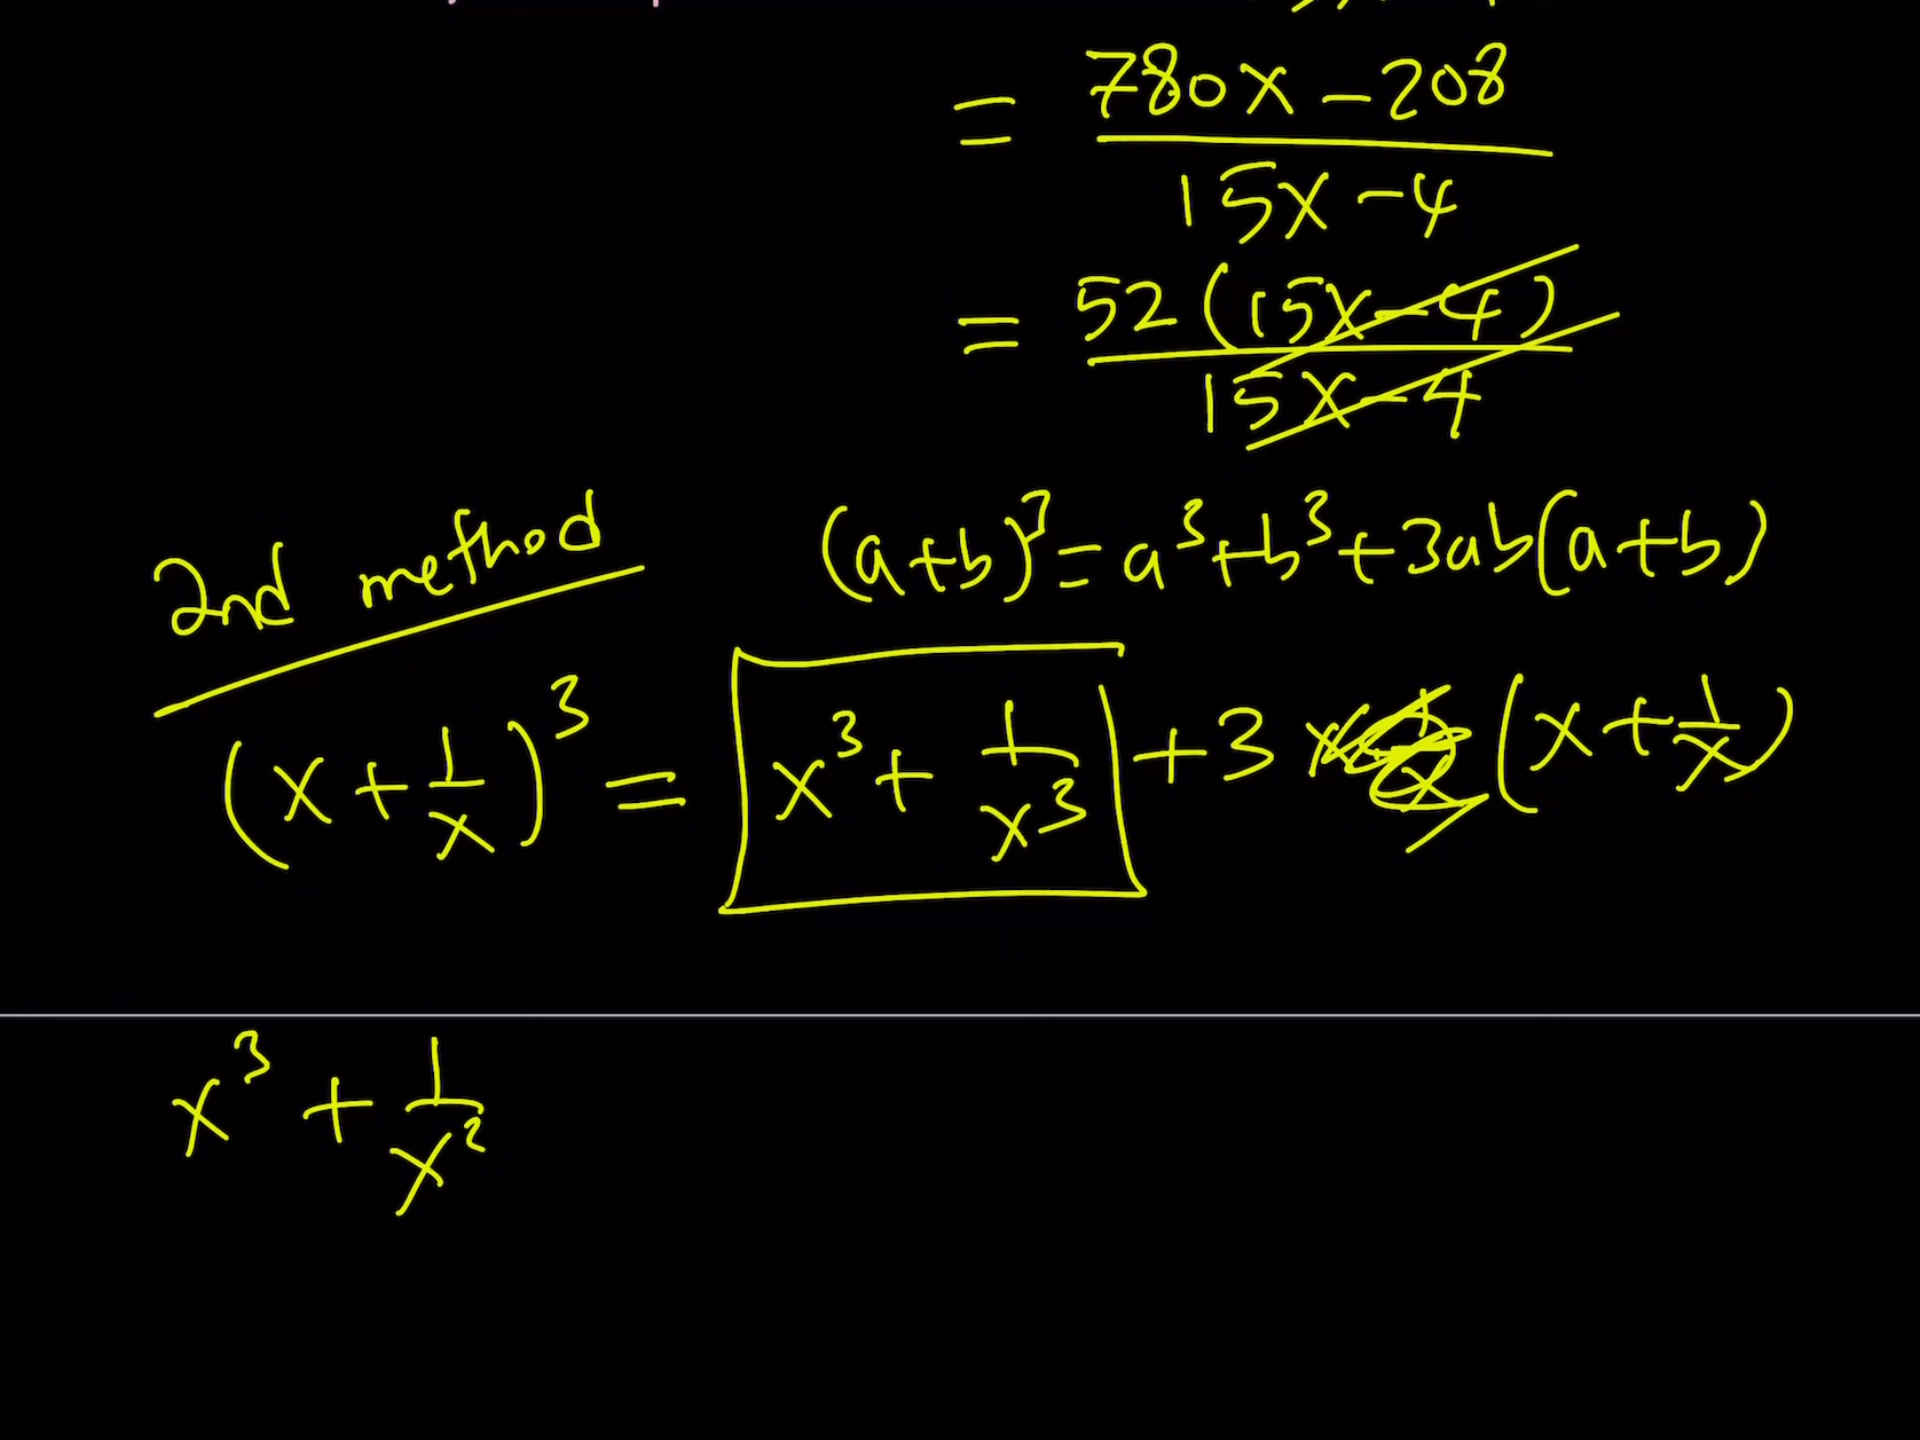 = 780x - 208
15x - 4
= 52 (15x - 4)
15x - 4
2nd method
(a+b)³ = a³ + b³ + 3ab(a+b)
(x + 1/x)³ = x³ + 1/x³ + 3 (x + 1/x)
x³ + 1/x²